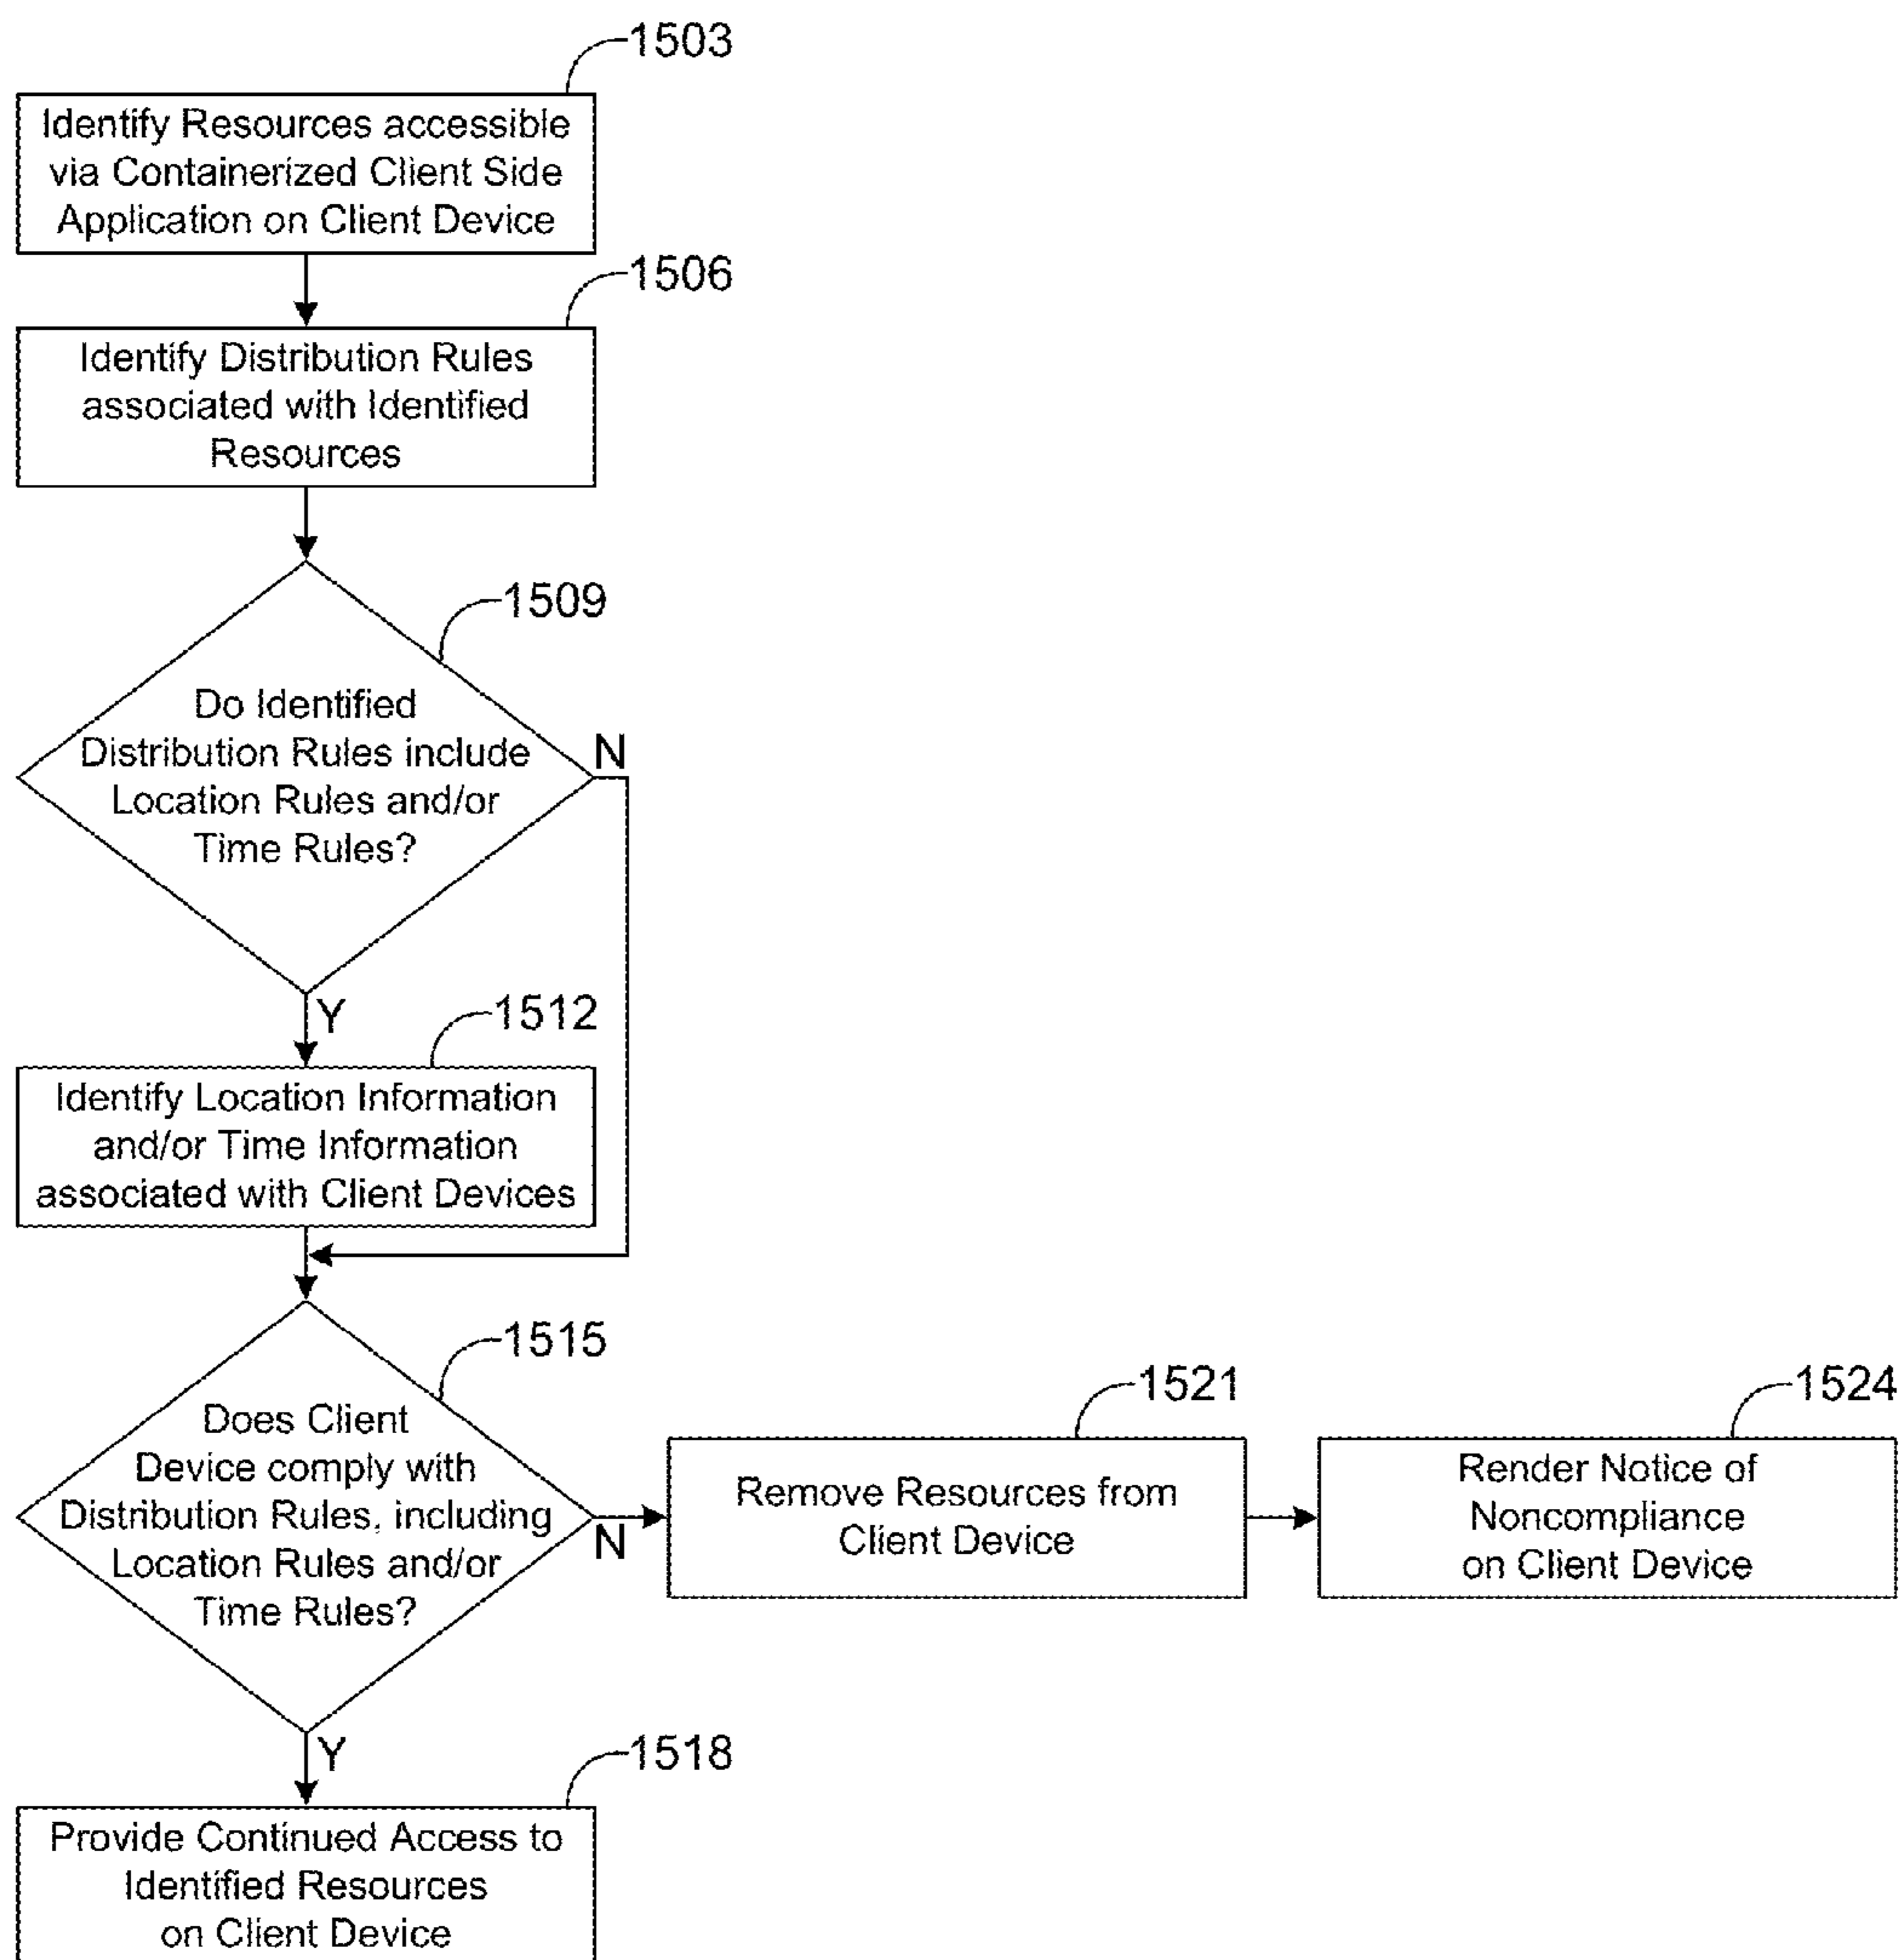 1503
Identify Resources accessible
via Containerized Client Side
Application on Client Device
1506
Identify Distribution Rules
associated with Identified
Resources
1509
Do Identified
Distribution Rules include
Location Rules and/or
Time Rules?
N
Y
1512
Identify Location Information
and/or Time Information
associated with Client Devices
1515
Does Client
Device comply with
Distribution Rules, including
Location Rules and/or
Time Rules?
N
Y
1521
Remove Resources from
Client Device
1524
Render Notice of
Noncompliance
on Client Device
1518
Provide Continued Access to
Identified Resources
on Client Device